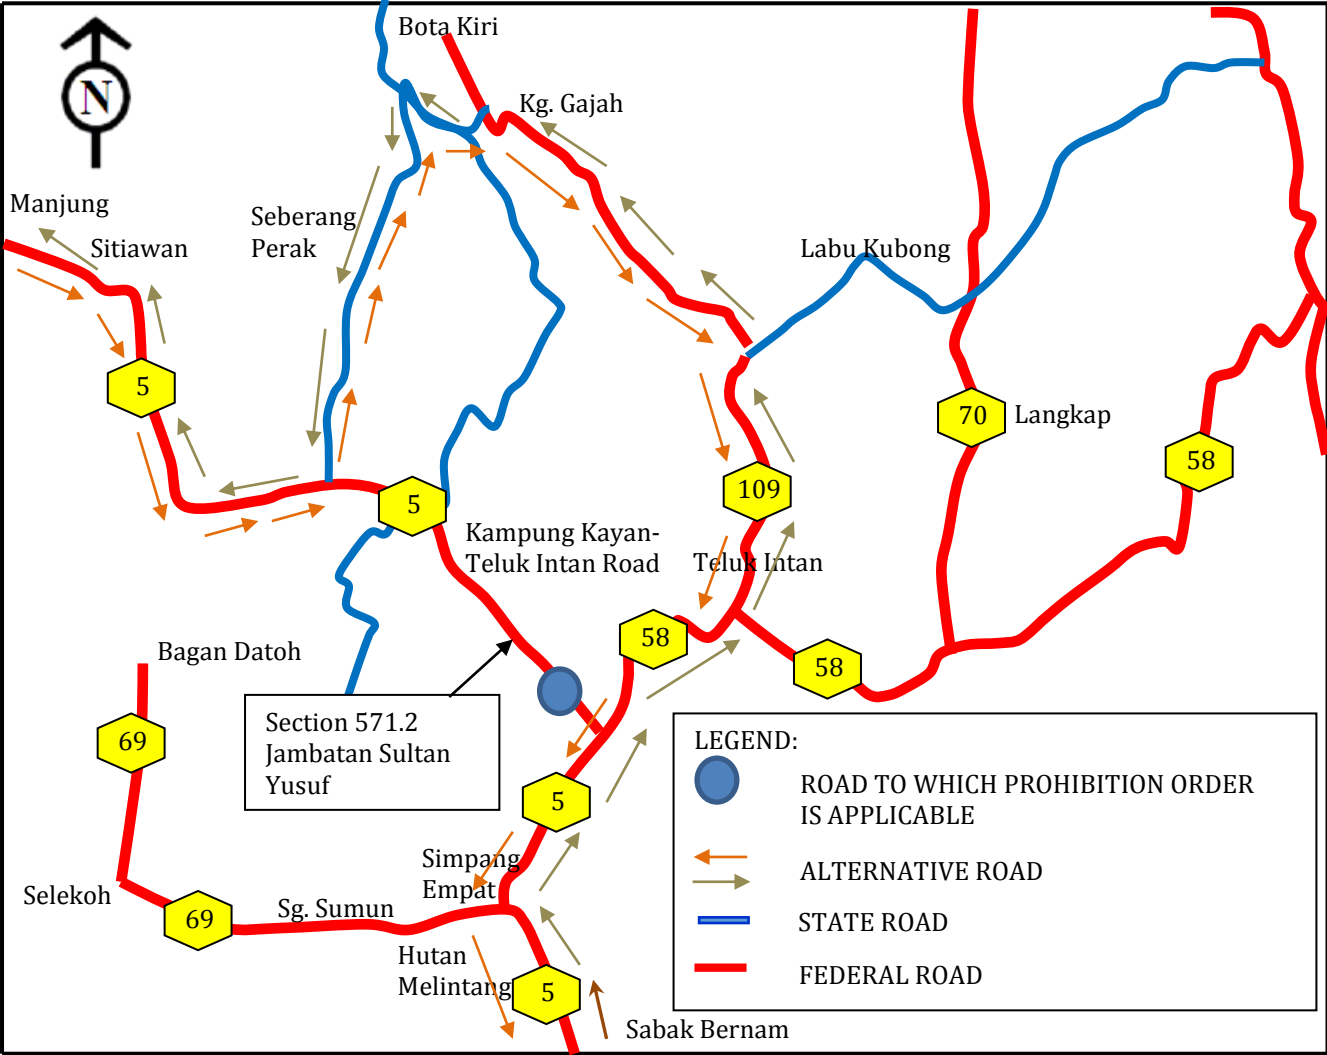 N
Bota Kiri
Kg. Gajah
Manjung
Sitiawan
Seberang
Perak
Labu Kubong
5
70
Langkap
58
109
5
Kampung Kayan-
Teluk Intan Road
Teluk Intan
58
58
Bagan Datoh
69
Section 571.2
Jambatan Sultan
Yusuf
5
Simpang
Empat
Selekoh
69
Sg. Sumun
Hutan
Melintang
5
Sabak Bernam
LEGEND:
ROAD TO WHICH PROHIBITION ORDER
IS APPLICABLE
ALTERNATIVE ROAD
STATE ROAD
FEDERAL ROAD